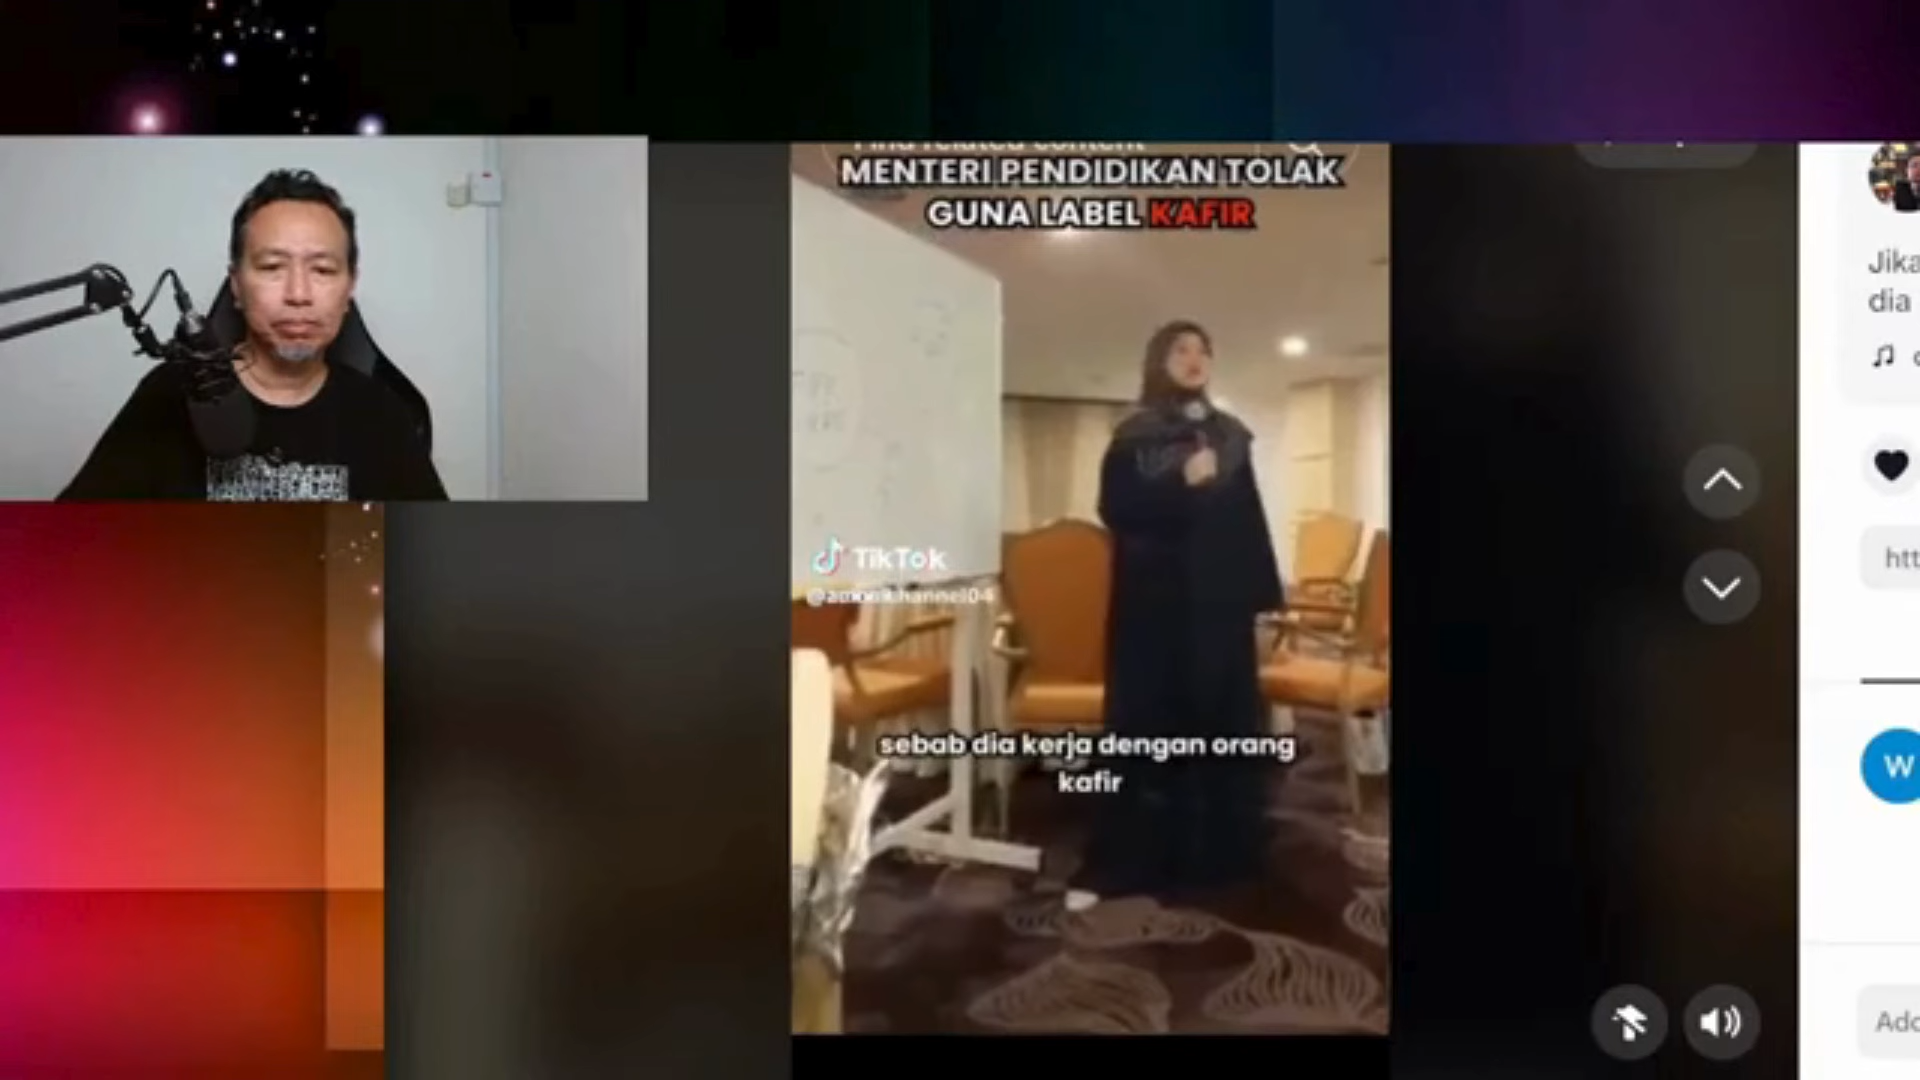 MENTERI PENDIDIKAN TOLAK
GUNA LABEL KAFIR
TikTok
sebab dia kerja dengan orang
kafir
Jika
dia
htt
W
Add